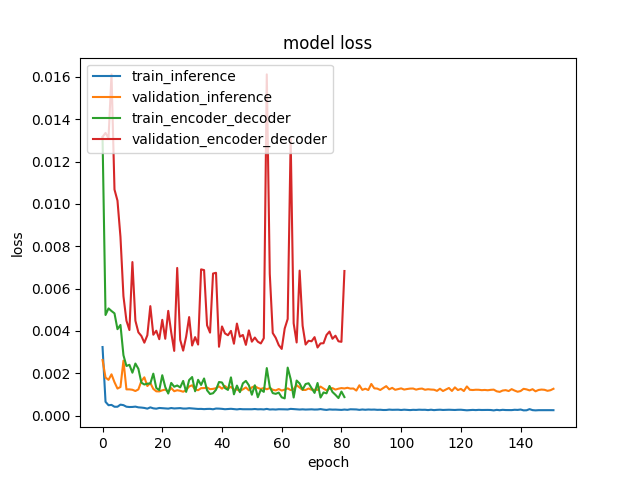 model loss
train_inference
validation_inference
train_encoder_decoder
validation_encoder_decoder
0.016
0.014
0.012
0.010
0.008
0.006
0.004
0.002
0.000
loss
0 20 40 60 80 100 120 140
epoch